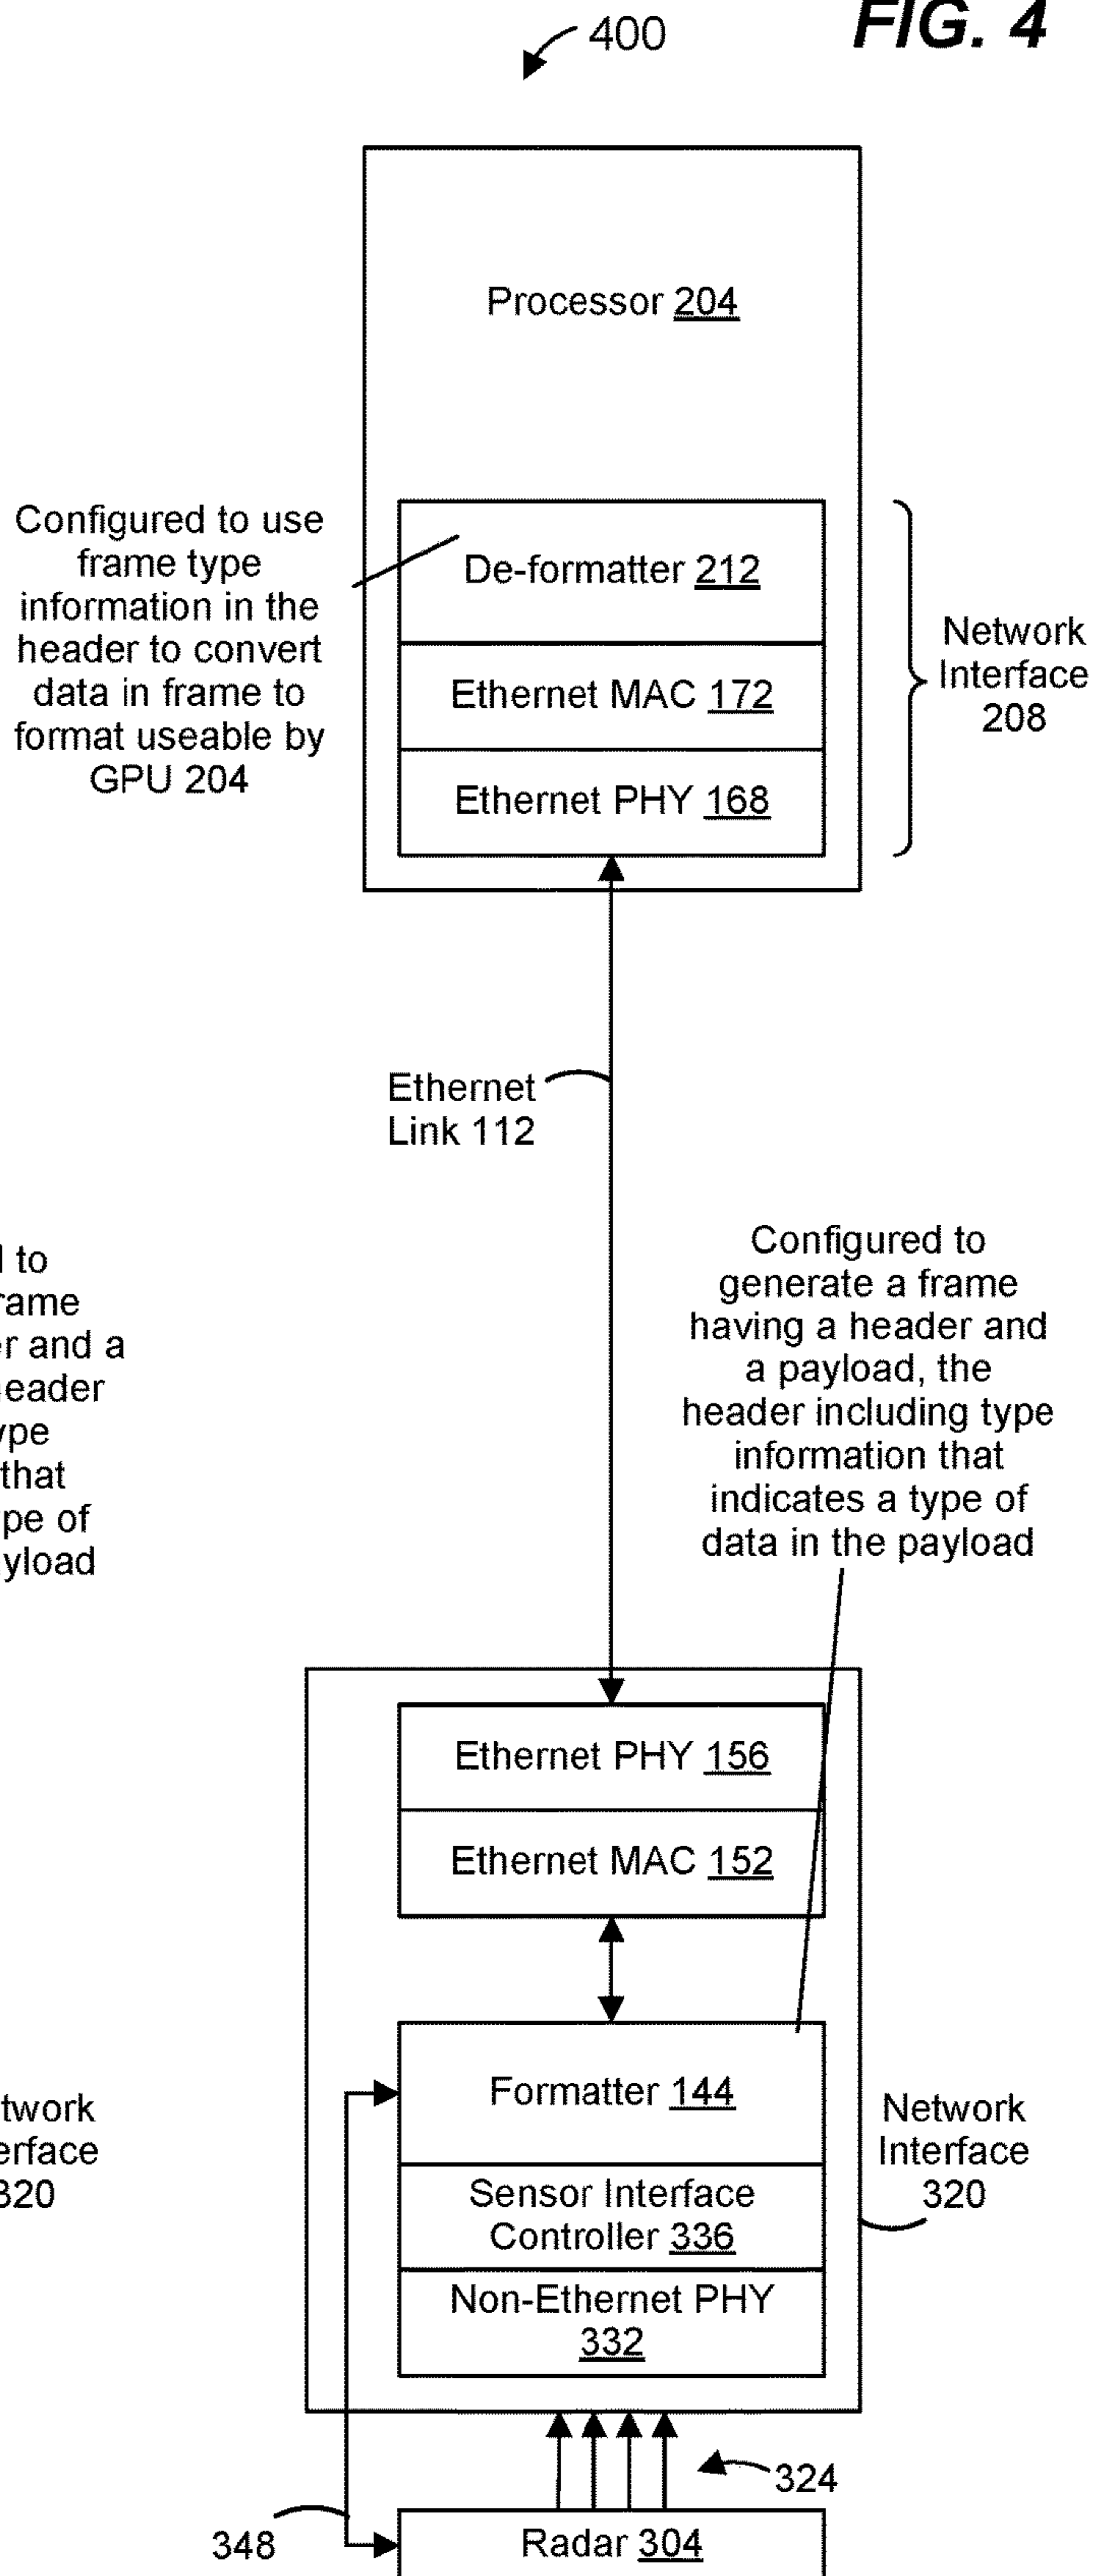 FIG. 4
400
Processor 204
Configured to use
frame type
information in the
header to convert
data in frame to
format useable by
GPU 204
De-formatter 212
Ethernet MAC 172
Ethernet PHY 168
Network
Interface
208
Ethernet
Link 112
to
and a
that
of
Configured to
generate a frame
having a header and
a payload, the
header including type
information that
indicates a type of
data in the payload
Ethernet PHY 156
Ethernet MAC 152
Formatter 144
Sensor Interface
Controller 336
Non-Ethernet PHY
332
Network
Interface
320
324
348
Radar 304